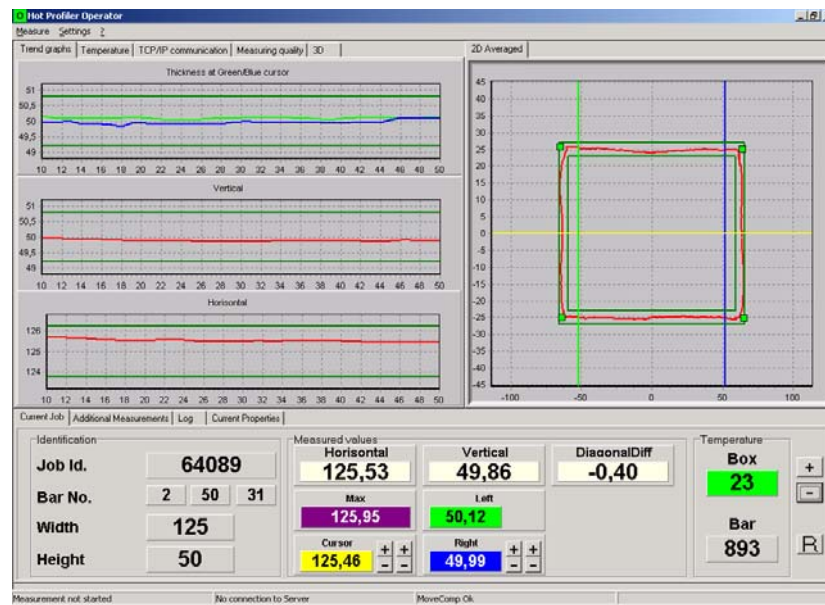 Hot Profiler Operator
Measure Settings ?
Trend graphs Temperature TCP/IP communication Measuring quality 3D
2D Averaged
Thickness at Green/Blue cursor
51
50,5
50
49,5
49
10 12 14 16 18 20 22 24 26 28 30 32 34 36 38 40 42 44 46 48 50
Vertical
51
50,5
50
49,5
49
10 12 14 16 18 20 22 24 26 28 30 32 34 36 38 40 42 44 46 48 50
Horisontal
126
125
124
10 12 14 16 18 20 22 24 26 28 30 32 34 36 38 40 42 44 46 48 50
45
40
35
30
25
20
15
10
5
0
-5
-10
-15
-20
-25
-30
-35
-40
-45
-100 -50 0 50 100
Current Job Additional Measurements Log Current Properties
Identification
Job Id. 64089
Bar No. 2 50 31
Width 125
Height 50
Measured values
Horisontal Vertical DiagonalDiff
125,53 49,86 -0,40
Max Left
125,95 50,12
Cursor Right
125,46 + + - - 49,99 + + - -
Temperature
Box
23
Bar
893
+
-
R
Measurement not started No connection to Server MoveComp Ok